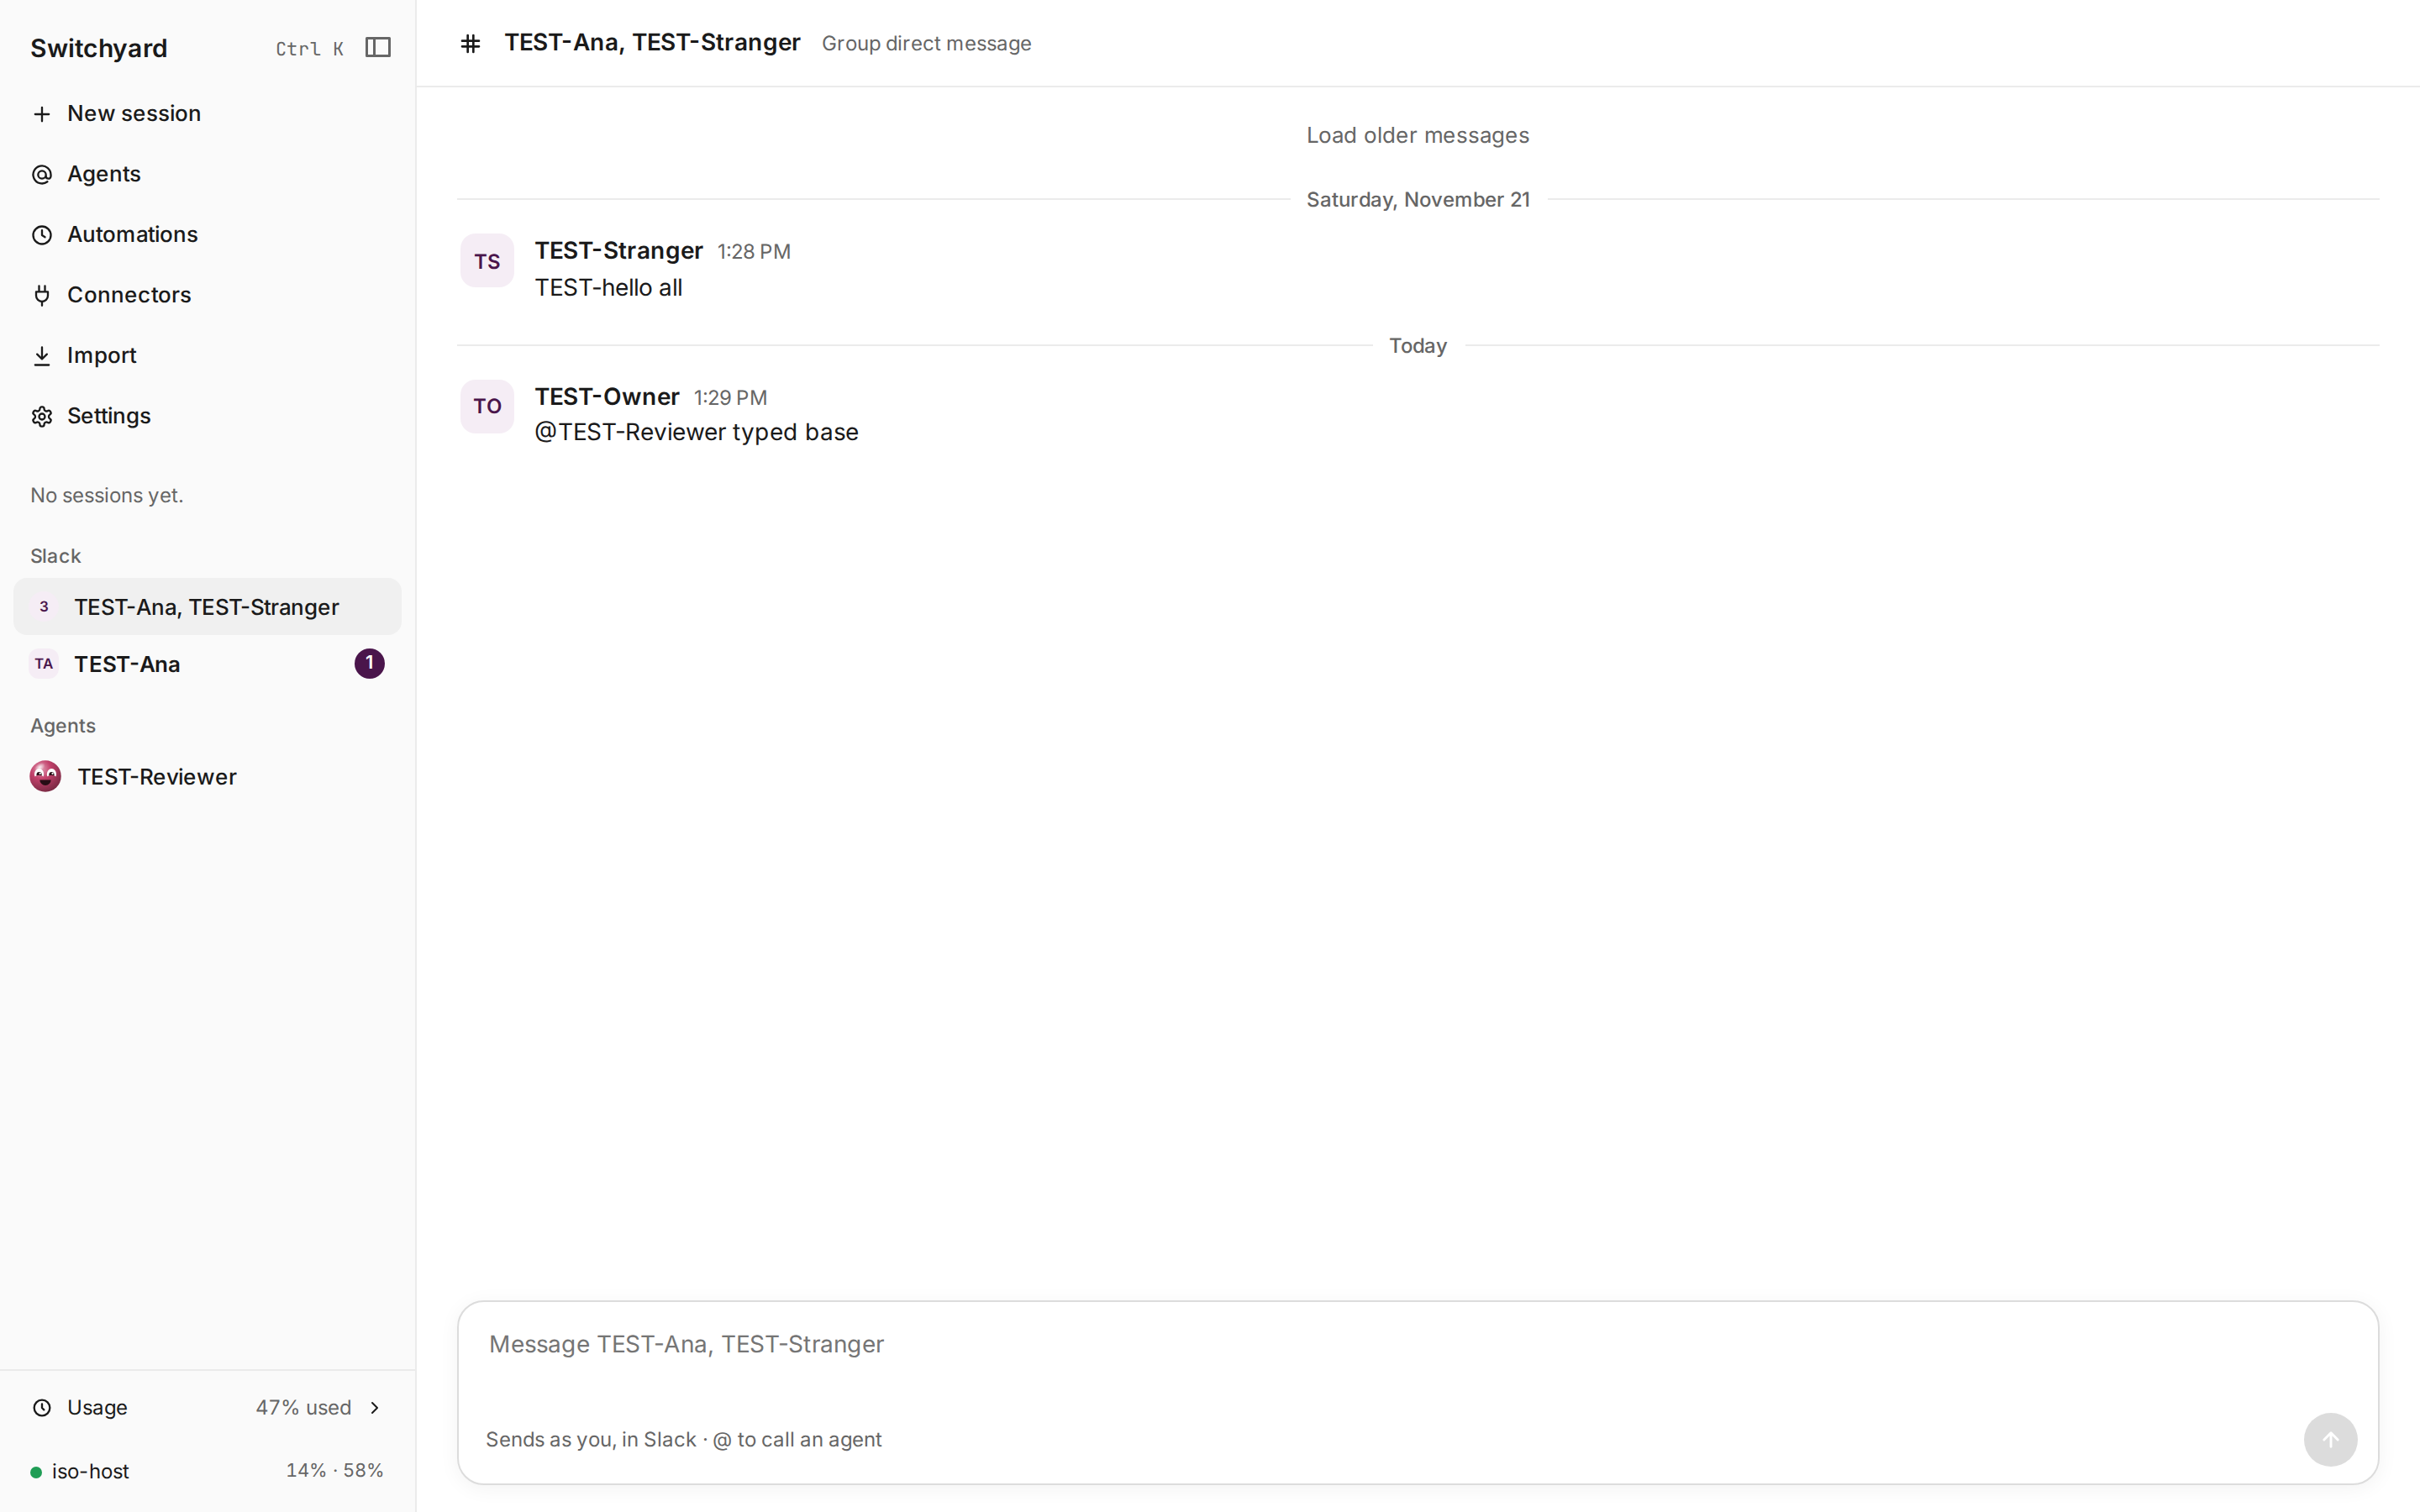 Switchyard
Ctrl K
New session
Agents
Automations
Connectors
Import
Settings
No sessions yet.
Slack
3 TEST-Ana, TEST-Stranger
TA TEST-Ana 1
Agents
TEST-Reviewer
Usage 47% used
iso-host 14% · 58%
# TEST-Ana, TEST-Stranger Group direct message
Load older messages
Saturday, November 21
TS TEST-Stranger 1:28 PM
TEST-hello all
Today
TO TEST-Owner 1:29 PM
@TEST-Reviewer typed base
Message TEST-Ana, TEST-Stranger
Sends as you, in Slack · @ to call an agent